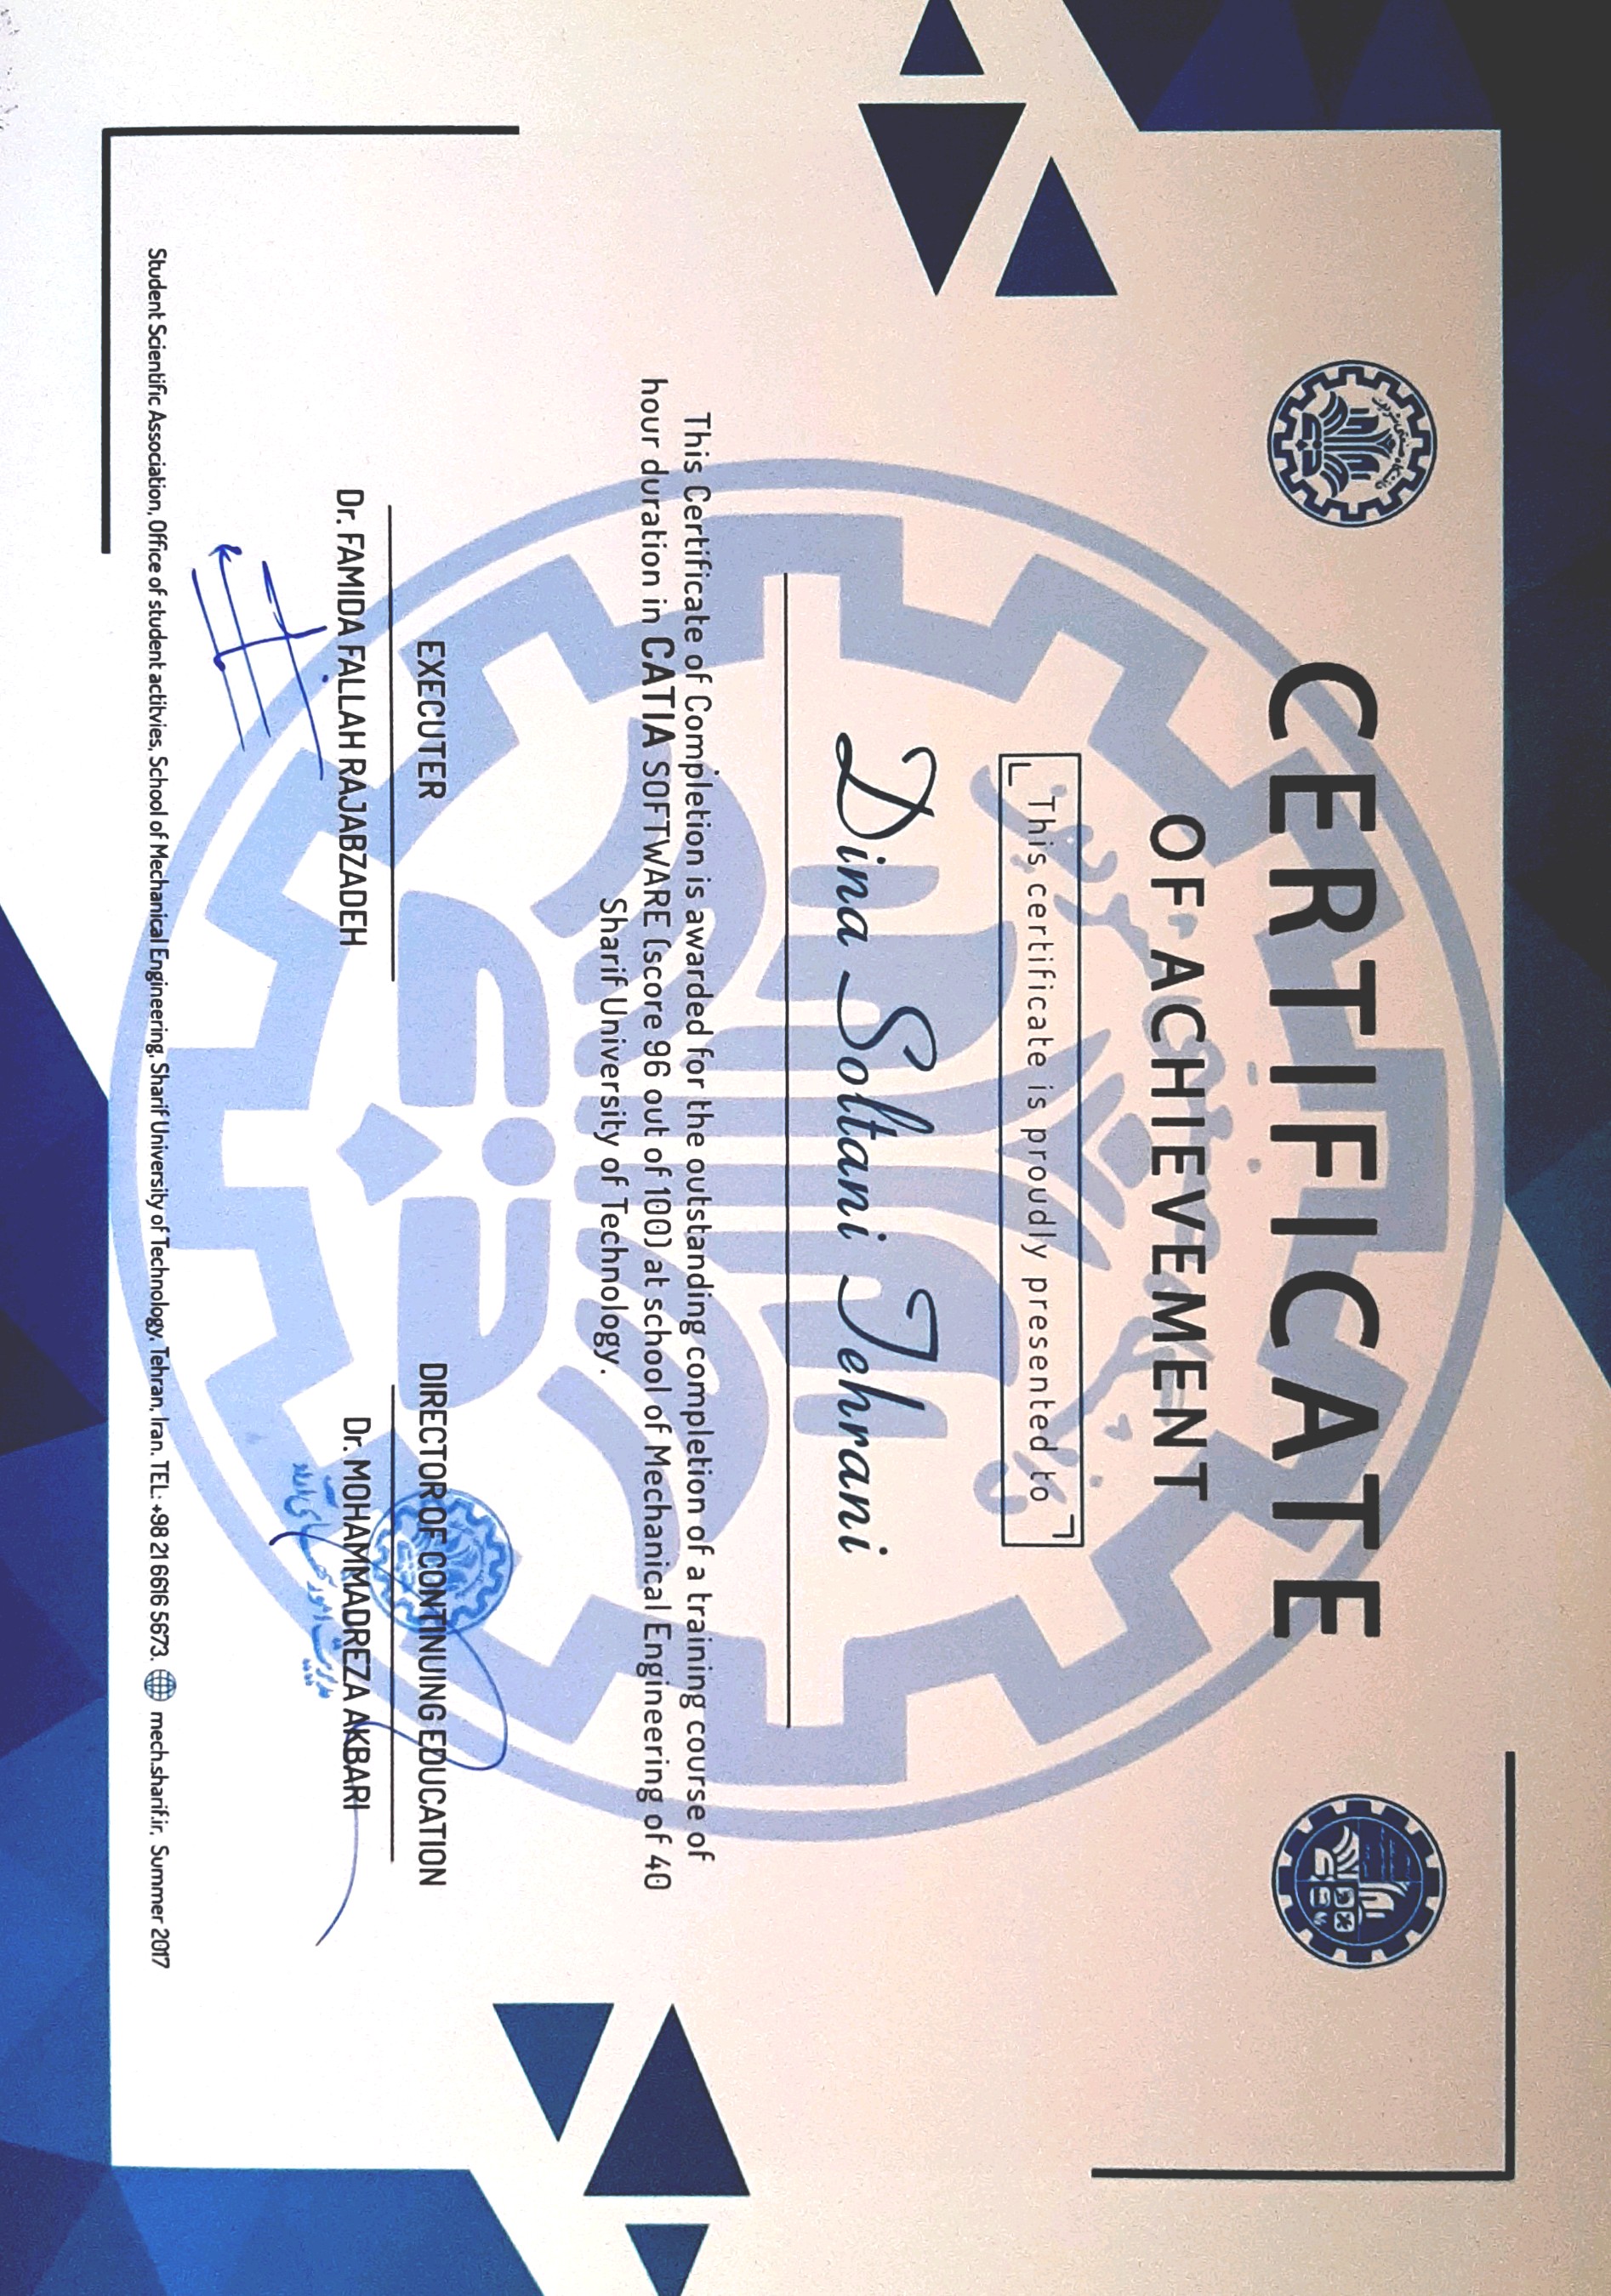 CERTIFICATE
OF ACHIEVEMENT
This certificate is proudly presented to
Dina Soltani Tehrani
This Certificate of Completion is awarded for the outstanding completion of a training course of
hour duration in CATIA SOFTWARE (score 96 out of 100) at school of Mechanical Engineering of 40
Sharif University of Technology.
EXECUTER
Dr. FAMIDA FALLAH RAJABZADEH
DIRECTOR OF CONTINUING EDUCATION
Dr. MOHAMMADREZA AKBARI
Student Scientific Association, Office of student actitvies, School of Mechanical Engineering, Sharif University of Technology, Tehran, Iran. TEL: +98 21 6616 5673. mech.sharif.ir, Summer 2017